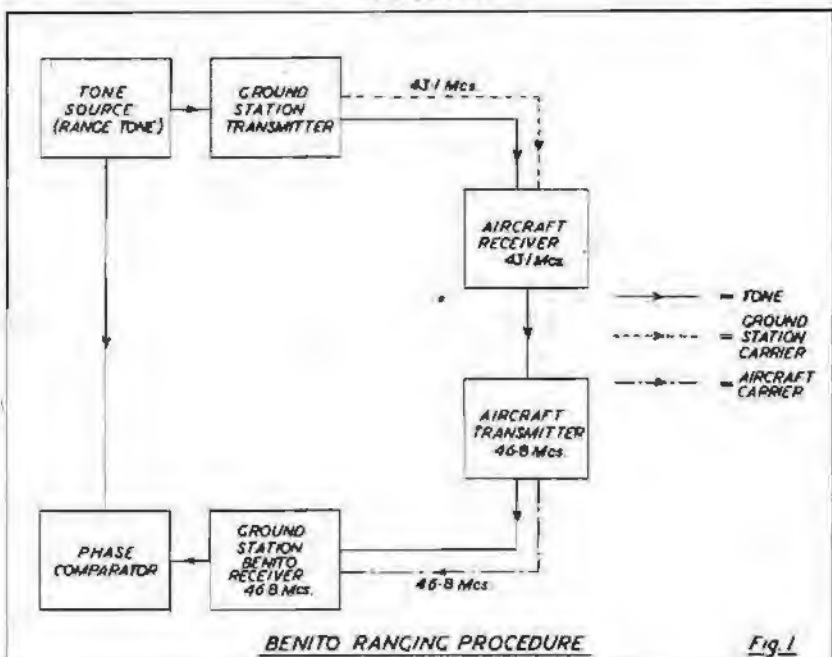 TONE
SOURCE
(RANGE TONE)
GROUND
STATION
TRANSMITTER
43·1 Mcs.
AIRCRAFT
RECEIVER
43·1 Mcs.
= TONE
GROUND
= STATION
CARRIER
= AIRCRAFT
CARRIER
AIRCRAFT
TRANSMITTER
46·8 Mcs.
PHASE
COMPARATOR
GROUND
STATION
BENITO
RECEIVER
46·8 Mcs.
46·8 Mcs.
BENITO RANGING PROCEDURE
Fig. 1